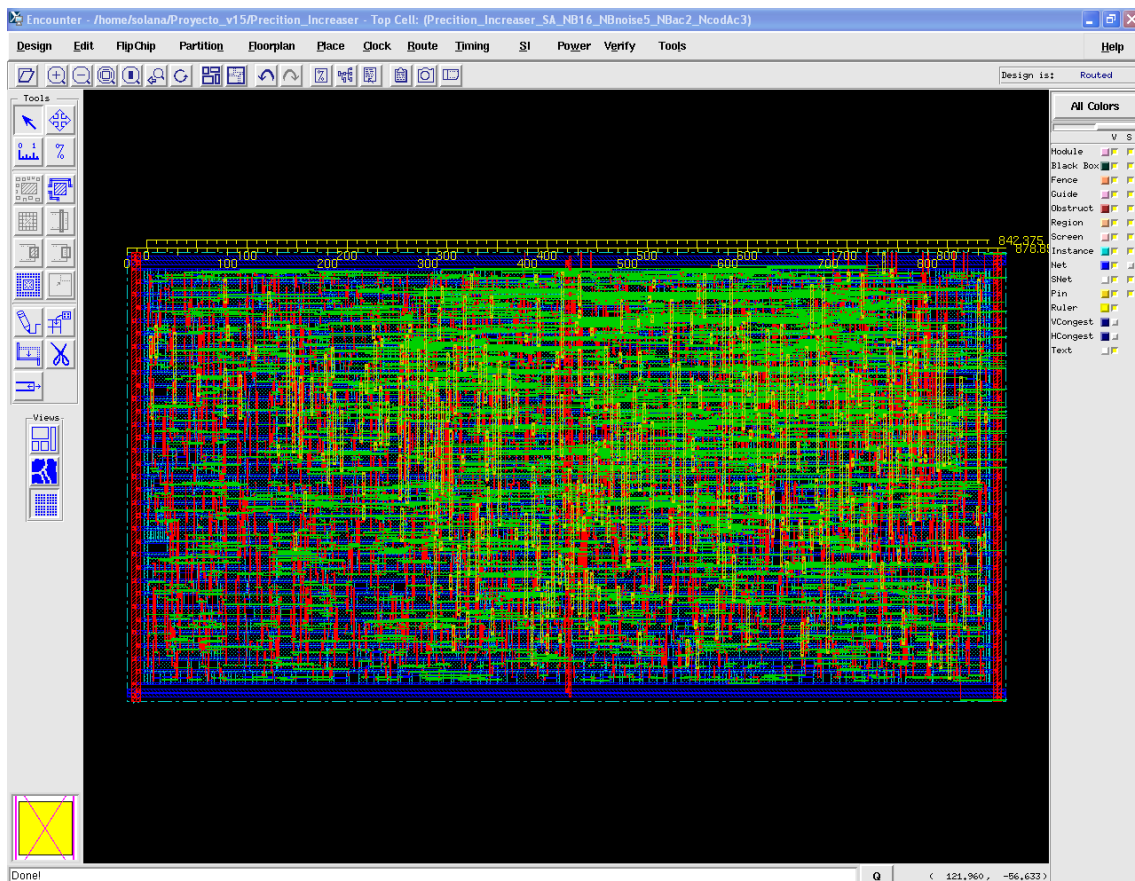 Encounter - /home/solana/Proyecto_v15/Precition_Increaser - Top Cell: (Precition_Increaser_SA_NB16_NBnoise5_NBac2_NcodAc3)
Design Edit FlipChip Partition Floorplan Place Clock Route Timing SI Power Verify Tools Help
Design is: Routed
Tools
All Colors
V S
Module
Black Box
Fence
Guide
Obstruct
Region
Screen
Instance
Net
SNet
Pin
Ruler
VCongest
HCongest
Text
Views
842.375
0 100 200 300 400 500 600 700 800
Done!
Q
( 121.960, -56.633)